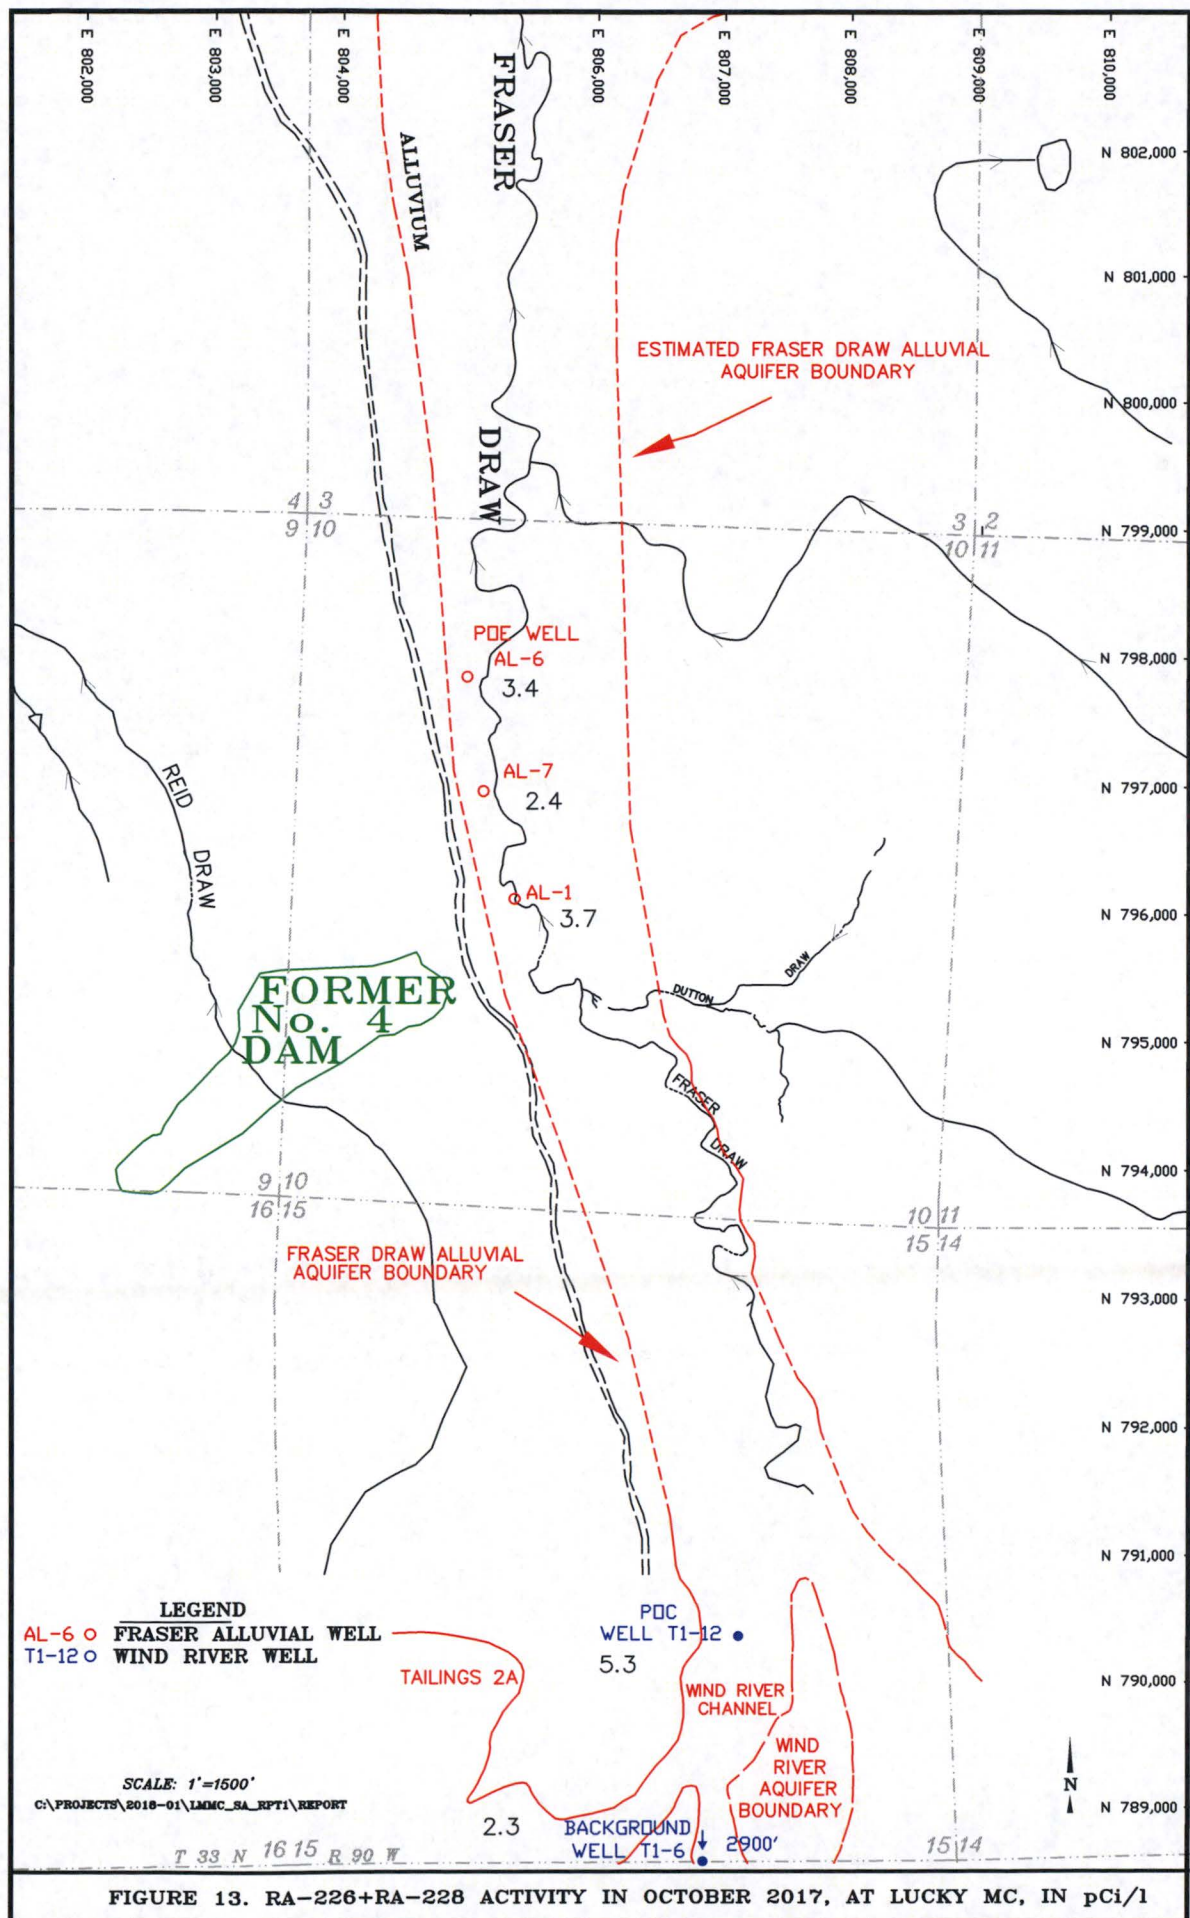 E 802,000
E 803,000
E 804,000
E 806,000
E 807,000
E 808,000
E 809,000
E 810,000
FRASER
ALLUVIUM
N 802,000
N 801,000
ESTIMATED FRASER DRAW ALLUVIAL
AQUIFER BOUNDARY
N 800,000
DRAW
4 3
9 10
3 2
10 11
N 799,000
POE WELL
AL-6
3.4
N 798,000
REID
DRAW
AL-7
2.4
N 797,000
AL-1
3.7
N 796,000
FORMER
No. 4
DAM
DUTTON
DRAW
N 795,000
FRASER
DRAW
N 794,000
9 10
16 15
10 11
15 14
FRASER DRAW ALLUVIAL
AQUIFER BOUNDARY
N 793,000
N 792,000
N 791,000
LEGEND
AL-6 FRASER ALLUVIAL WELL
T1-12 WIND RIVER WELL
POC
WELL T1-12
5.3
TAILINGS 2A
N 790,000
WIND RIVER
CHANNEL
WIND
RIVER
AQUIFER
BOUNDARY
N
SCALE: 1"=1500'
C:\PROJECTS\2018-01\LMMC_SA_RPT1\REPORT
N 789,000
2.3
BACKGROUND
WELL T1-6
2900'
T 33 N 16 15 R 90 W
15 14
FIGURE 13. RA-226+RA-228 ACTIVITY IN OCTOBER 2017, AT LUCKY MC, IN pCi/l